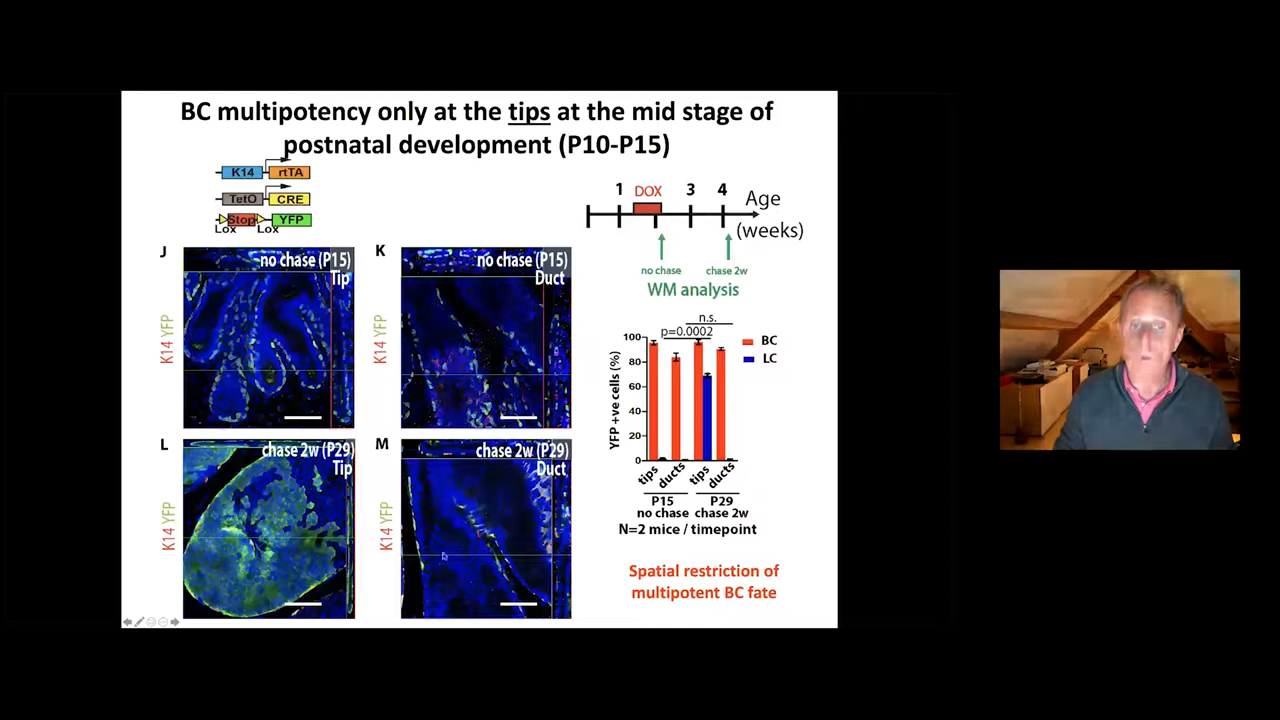 BC multipotency only at the tips at the mid stage of
postnatal development (P10-P15)
K14 rtTA
TetO CRE
Stop YFP
Lox Lox
1 DOX 3 4 Age
(weeks)
no chase chase 2w
WM analysis
J no chase (P15)
Tip
K14 YFP
K no chase (P15)
Duct
K14 YFP
L chase 2w (P29)
Tip
K14 YFP
M chase 2w (P29)
Duct
K14 YFP
n.s.
p=0.0002
YFP +ve cells (%)
100
80
60
40
20
0
BC
LC
tips ducts tips ducts
P15 P29
no chase chase 2w
N=2 mice / timepoint
Spatial restriction of
multipotent BC fate